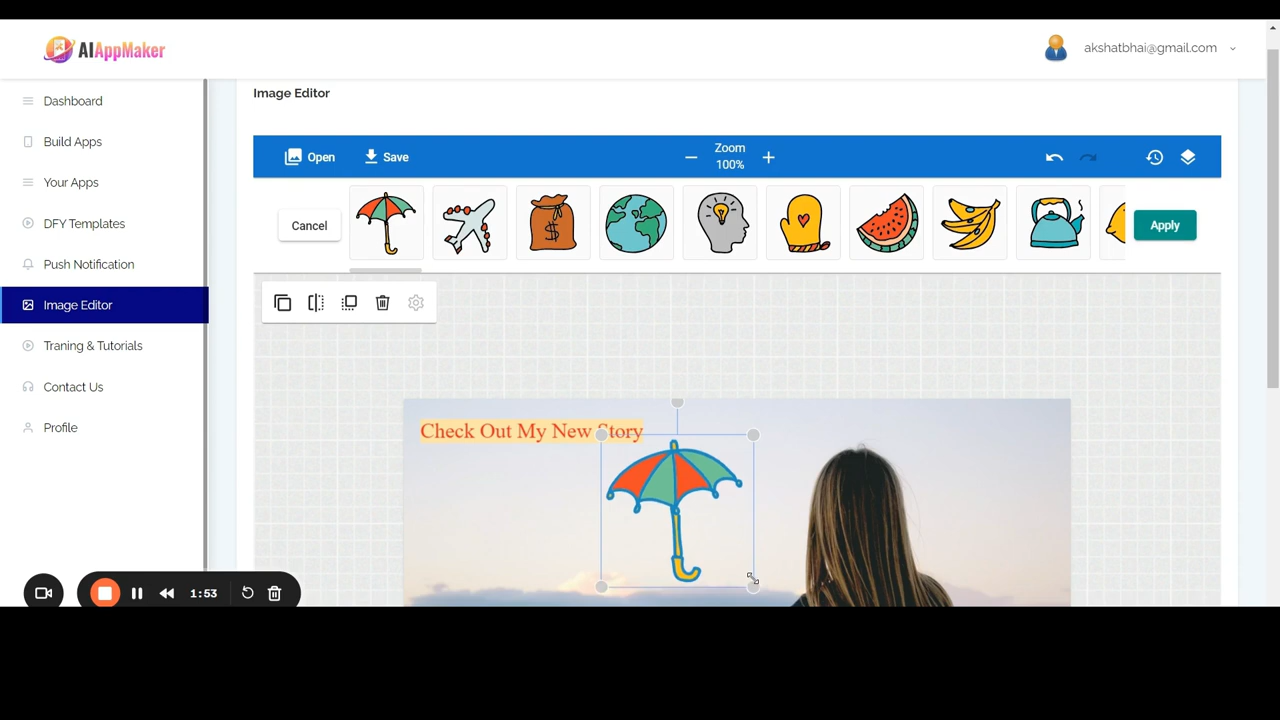 AIAppMaker
akshatbhai@gmail.com
Dashboard
Build Apps
Your Apps
DFY Templates
Push Notification
Image Editor
Traning & Tutorials
Contact Us
Profile
Image Editor
Open
Save
Zoom
100%
Cancel
$
Apply
Check Out My New Story
1:53